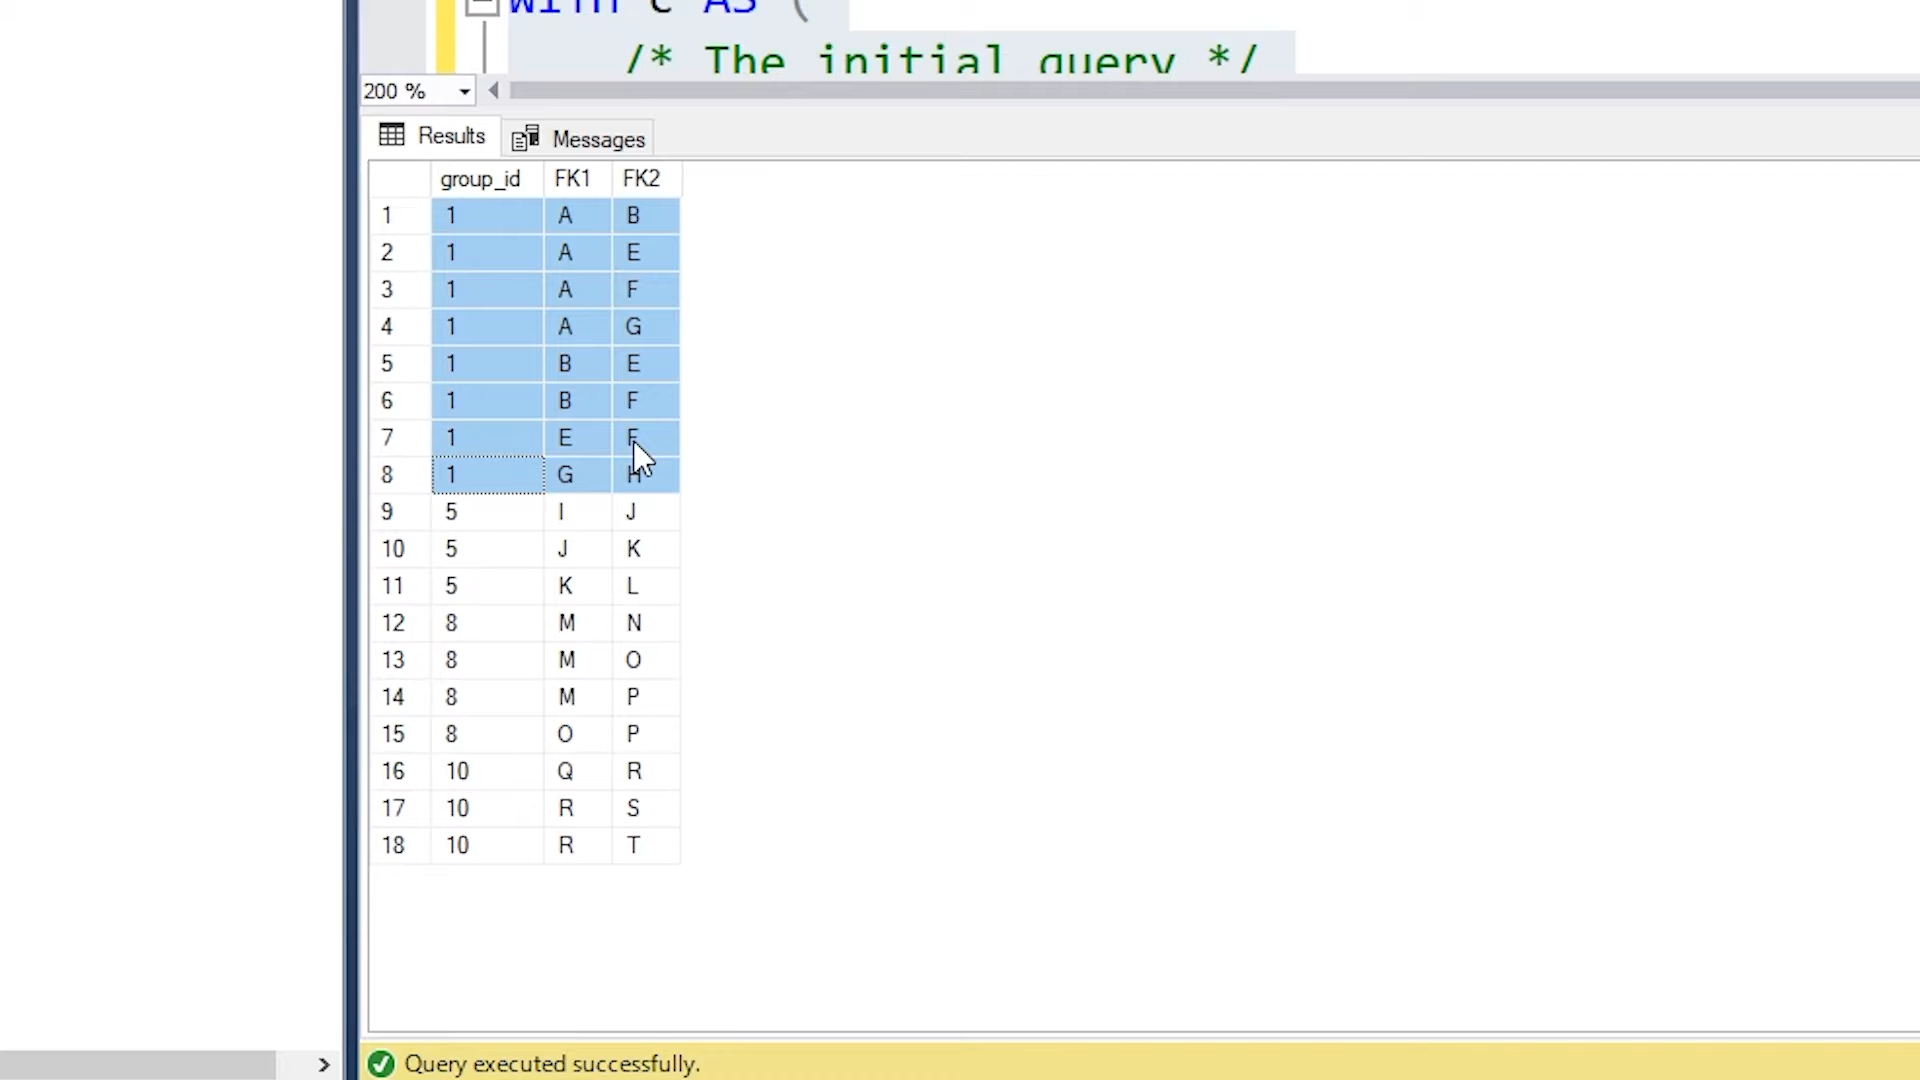 With c AS (
/* The initial query */
200 %
Results Messages
group_id FK1 FK2
1 1 A B
2 1 A E
3 1 A F
4 1 A G
5 1 B E
6 1 B F
7 1 E F
8 1 G H
9 5 I J
10 5 J K
11 5 K L
12 8 M N
13 8 M O
14 8 M P
15 8 O P
16 10 Q R
17 10 R S
18 10 R T
Query executed successfully.